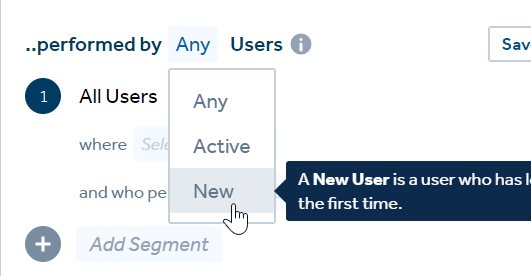 ..performed by Any Users i
Save
1 All Users
Any
where Sele
Active
and who pe
New
A New User is a user who has
the first time.
+ Add Segment